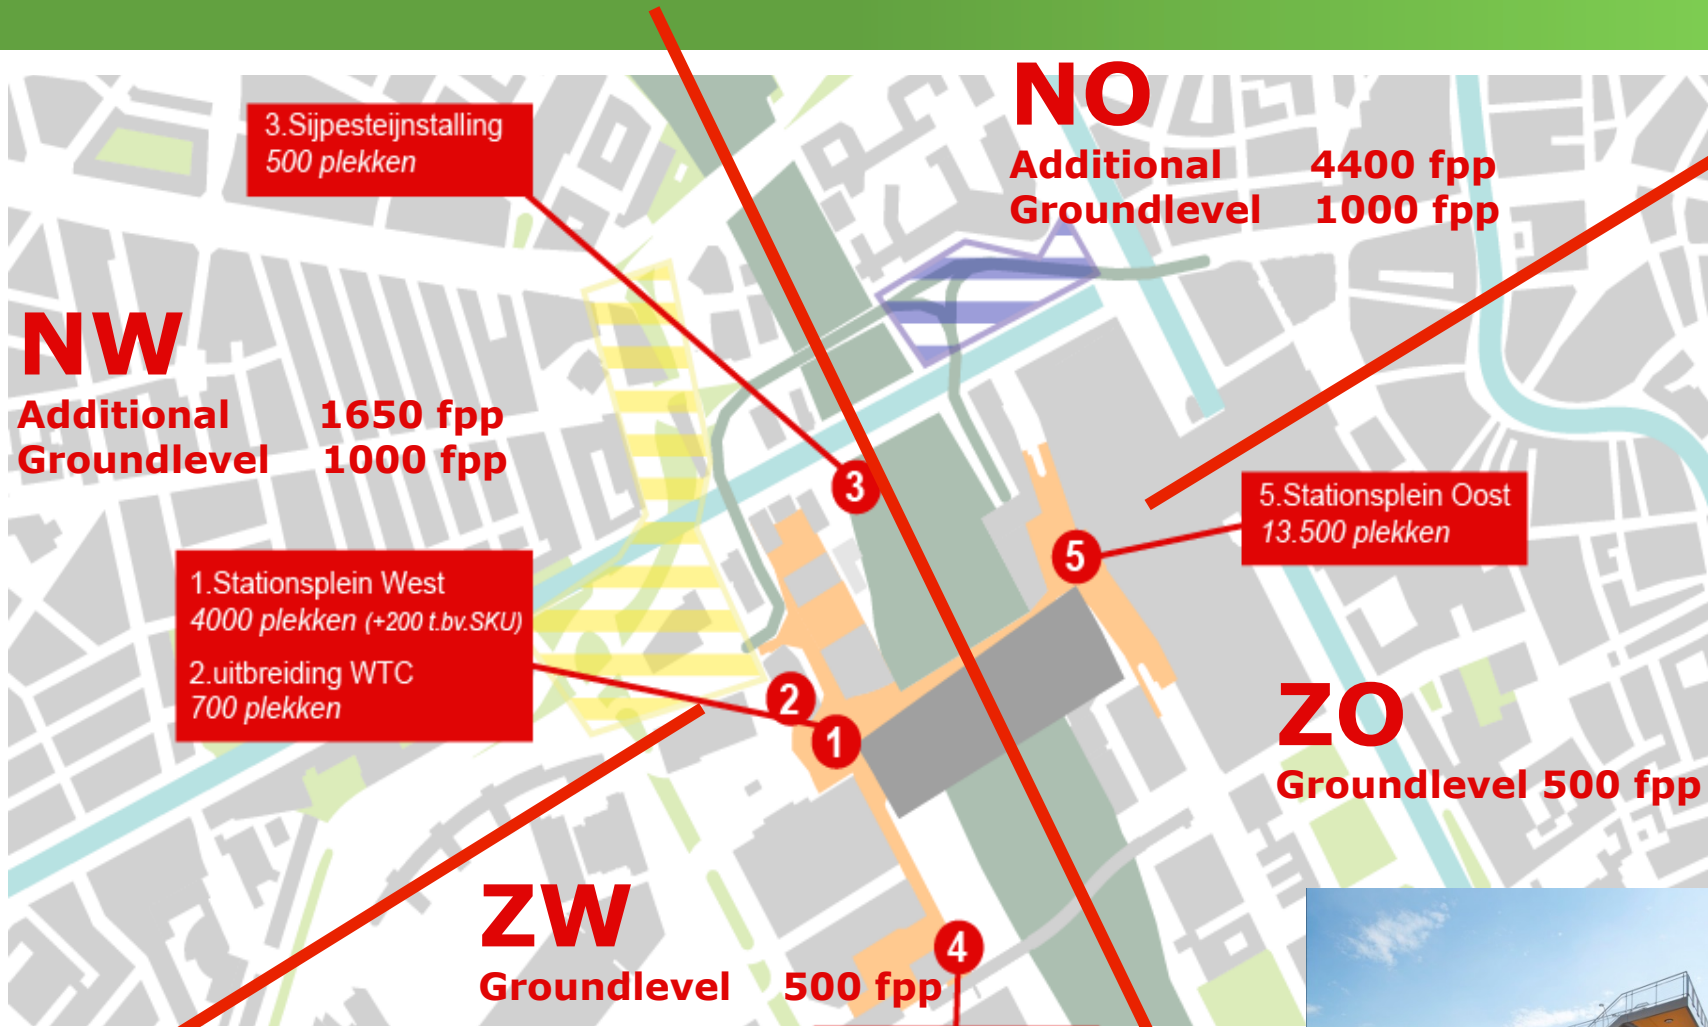 3.Sijpesteijnstalling
500 plekken
NO
Additional 4400 fpp
Groundlevel 1000 fpp
NW
Additional 1650 fpp
Groundlevel 1000 fpp
3
5.Stationsplein Oost
13.500 plekken
5
1.Stationsplein West
4000 plekken (+200 t.bv.SKU)
2.uitbreiding WTC
700 plekken
2
1
ZO
Groundlevel 500 fpp
ZW
Groundlevel 500 fpp
4